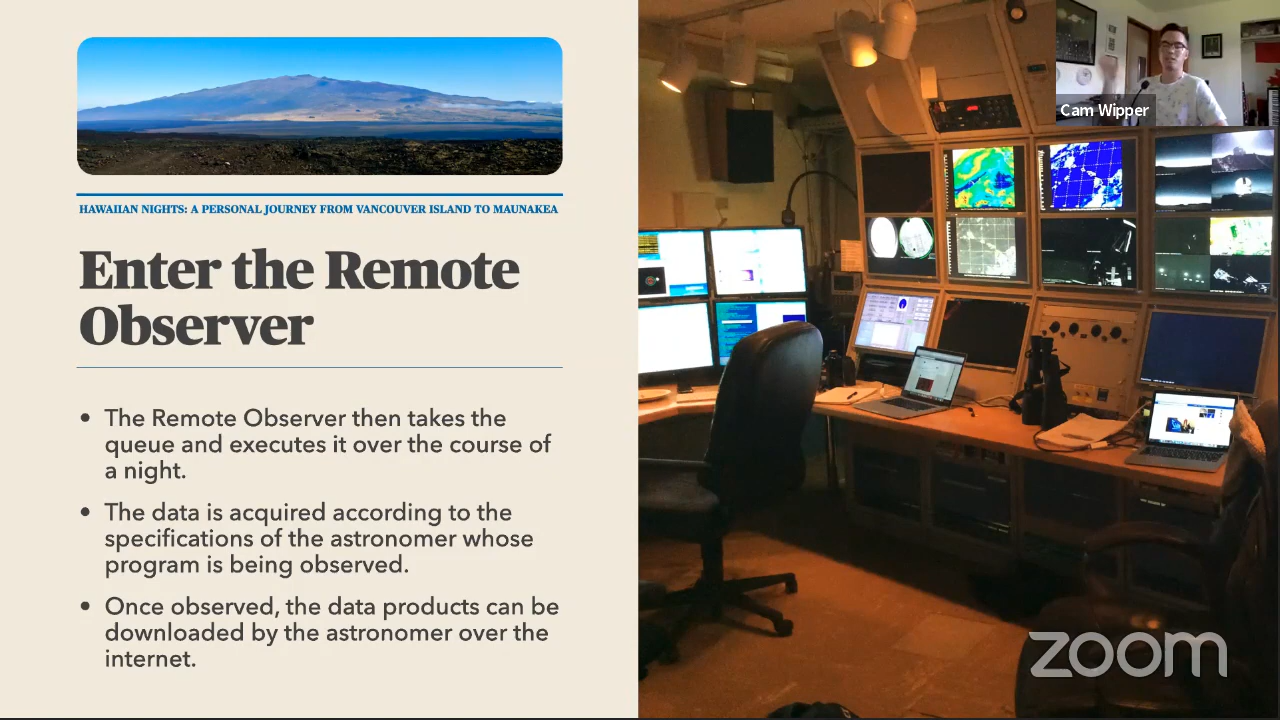 HAWAIIAN NIGHTS: A PERSONAL JOURNEY FROM VANCOUVER ISLAND TO MAUNAKEA
Enter the Remote
Observer
• The Remote Observer then takes the
queue and executes it over the course of
a night.
• The data is acquired according to the
specifications of the astronomer whose
program is being observed.
• Once observed, the data products can be
downloaded by the astronomer over the
internet.
Cam Wipper
zoom